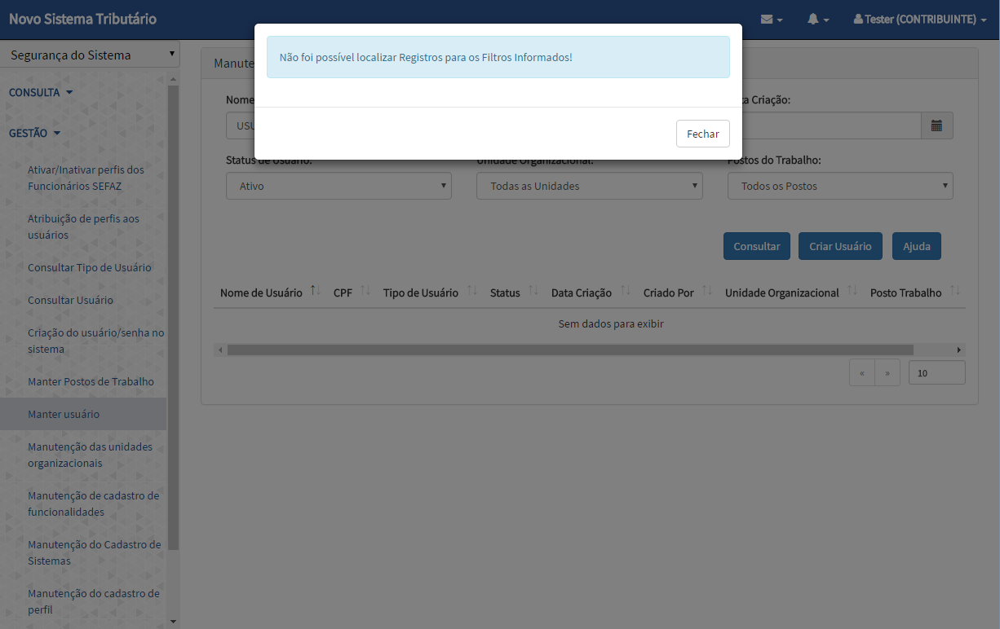 Novo Sistema Tributário
Tester (CONTRIBUINTE)
Segurança do Sistema
CONSULTA
GESTÃO
Ativar/Inativar perfis dos
Funcionários SEFAZ
Atribuição de perfis aos
usuários
Consultar Tipo de Usuário
Consultar Usuário
Criação do usuário/senha no
sistema
Manter Postos de Trabalho
Manter usuário
Manutenção das unidades
organizacionais
Manutenção de cadastro de
funcionalidades
Manutenção do Cadastro de
Sistemas
Manutenção do cadastro de
perfil
Não foi possível localizar Registros para os Filtros Informados!
Fechar
Manute
Nome
ta Criação:
USU
Status de Usuário: Unidade Organizacional: Postos do Trabalho:
Ativo Todas as Unidades Todos os Postos
Consultar Criar Usuário Ajuda
Nome de Usuário CPF Tipo de Usuário Status Data Criação Criado Por Unidade Organizacional Posto Trabalho
Sem dados para exibir
« » 10